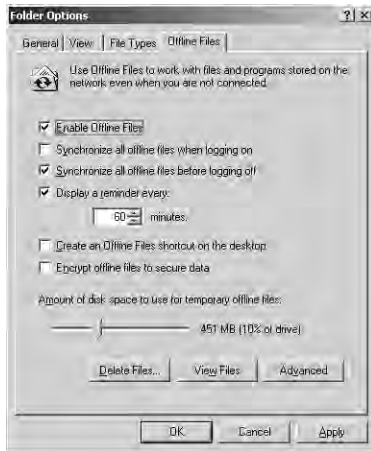 Folder Options
General View File Types Offline Files
Use Offline Files to work with files and programs stored on the
network even when you are not connected.
Enable Offline Files
Synchronize all offline files when logging on
Synchronize all offline files before logging off
Display a reminder every:
60 minutes.
Create an Offline Files shortcut on the desktop
Encrypt offline files to secure data
Amount of disk space to use for temporary offline files:
451 MB (10% of drive)
Delete Files... View Files Advanced
OK Cancel Apply